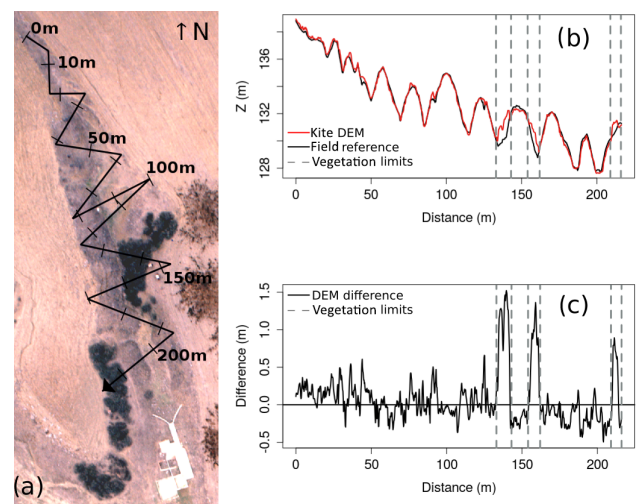 0m
↑N
10m
50m
100m
150m
200m
(a)
(b)
Z (m)
136
132
128
Kite DEM
Field reference
Vegetation limits
0
50
100
150
200
Distance (m)
(c)
Difference (m)
1.5
1.0
0.5
0.0
-0.5
DEM difference
Vegetation limits
0
50
100
150
200
Distance (m)